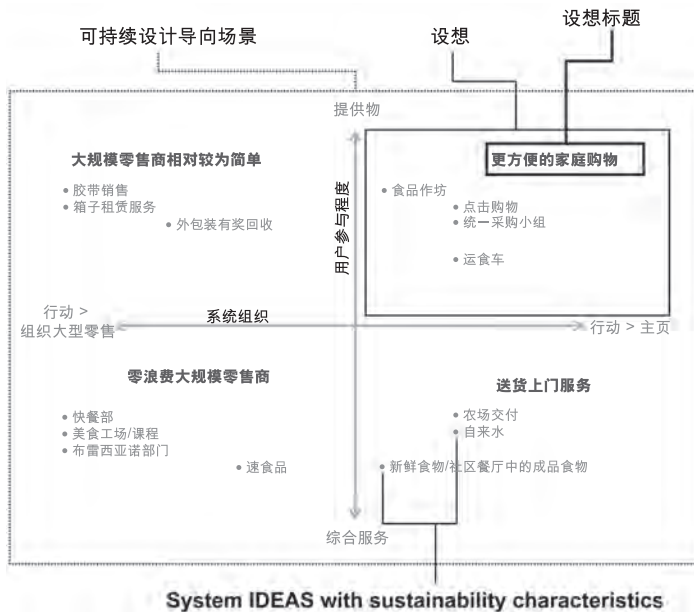 设想标题
可持续设计导向场景
设想
提供物
大规模零售商相对较为简单
更方便的家庭购物
• 胶带销售
• 箱子租赁服务
• 外包装有奖回收
• 食品作坊
• 点击购物
• 统一采购小组
• 运食车
用户参与程度
行动 >
组织大型零售
系统组织
行动 > 主页
零浪费大规模零售商
送货上门服务
• 快餐部
• 美食工场/课程
• 布雷西亚诺部门
• 速食品
• 农场交付
• 自来水
• 新鲜食物/社区餐厅中的成品食物
综合服务
System IDEAS with sustainability characteristics